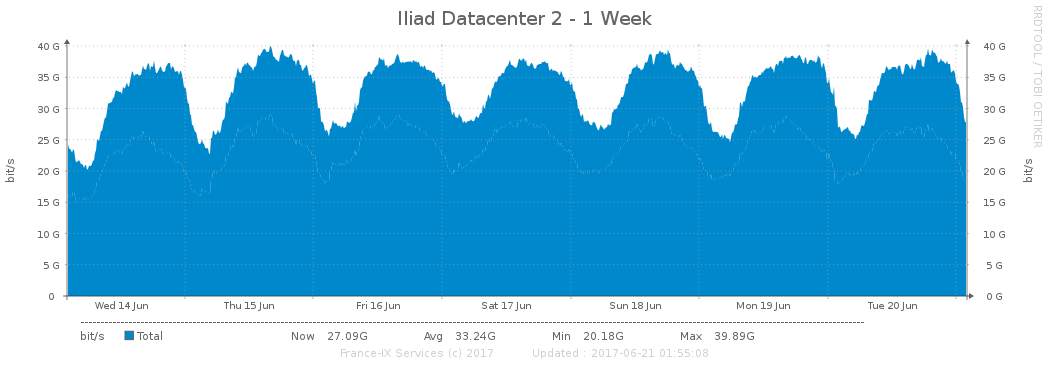 Iliad Datacenter 2 - 1 Week
RRDTOOL / TOBI OETIKER
40 G 40 G
35 G 35 G
30 G 30 G
25 G 25 G
20 G 20 G
15 G 15 G
10 G 10 G
5 G 5 G
0 0 G
bit/s bit/s
Wed 14 Jun Thu 15 Jun Fri 16 Jun Sat 17 Jun Sun 18 Jun Mon 19 Jun Tue 20 Jun
bit/s Total Now 27.09G Avg 33.24G Min 20.18G Max 39.89G
France-IX Services (c) 2017 Updated : 2017-06-21 01:55:08